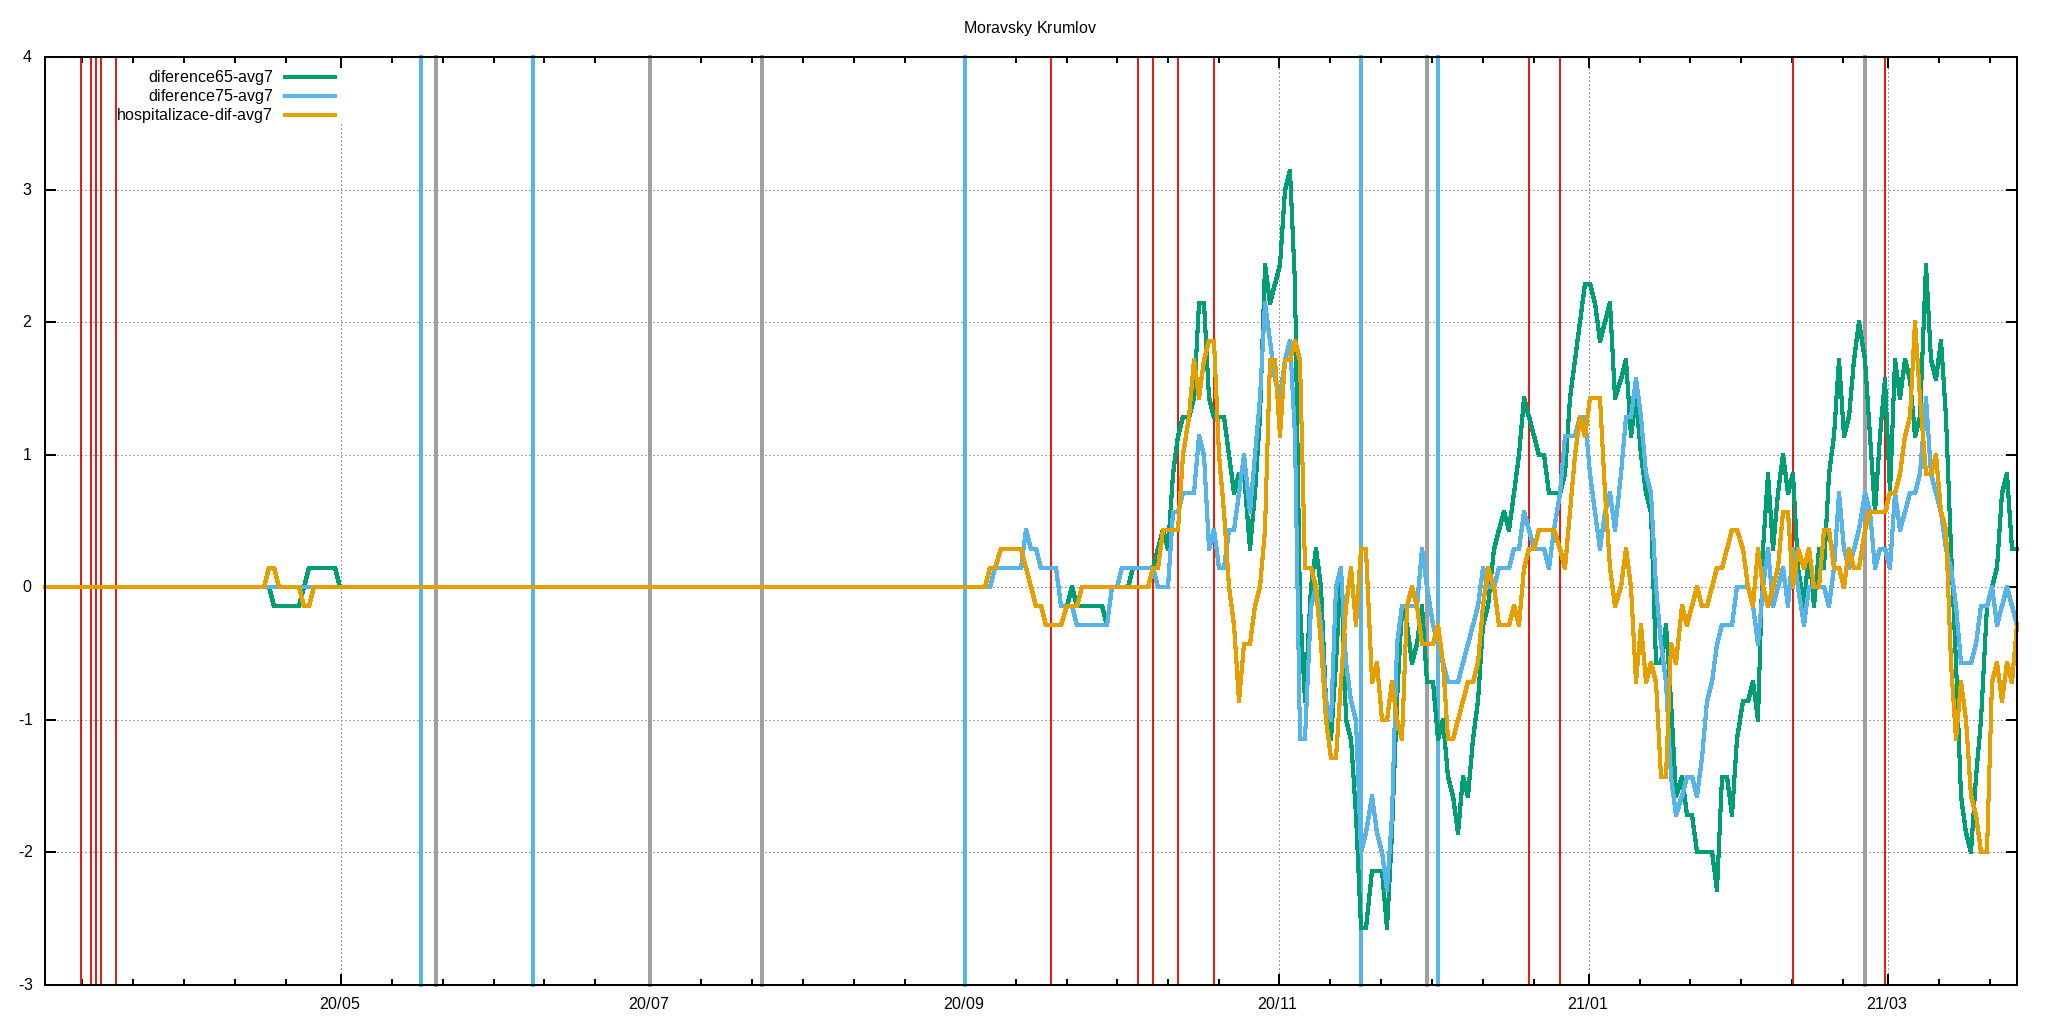 Moravsky Krumlov
diference65-avg7
diference75-avg7
hospitalizace-dif-avg7
4
3
2
1
0
-1
-2
-3
20/05 20/07 20/09 20/11 21/01 21/03